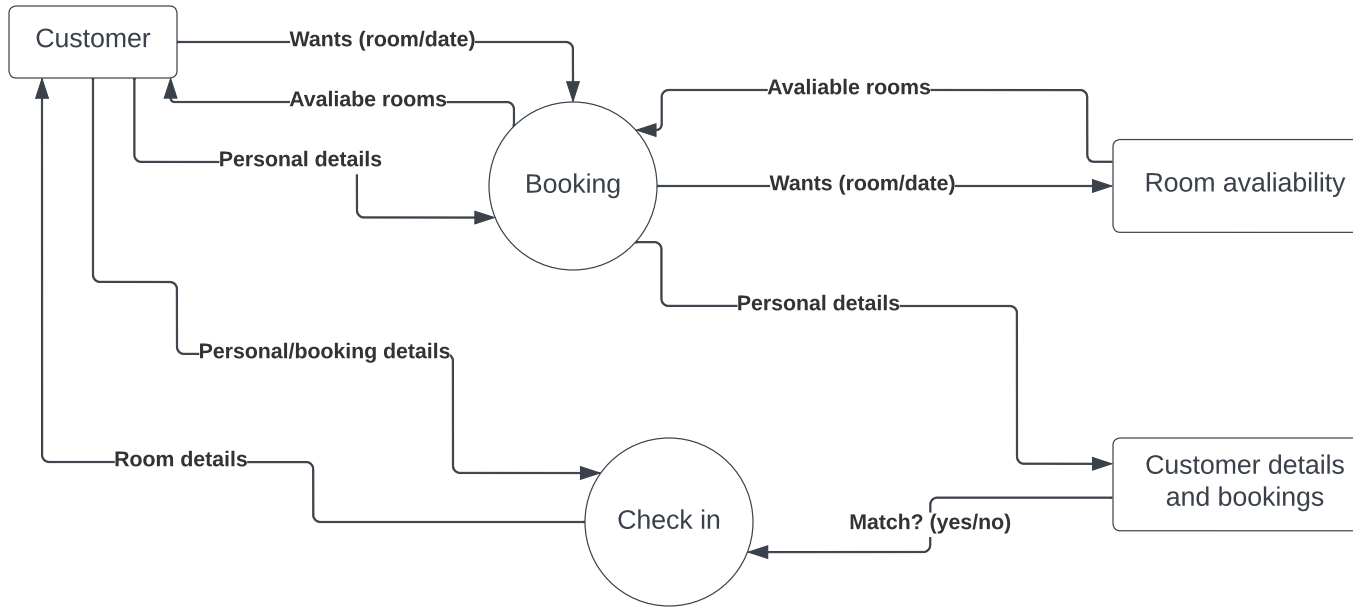 Customer
Wants (room/date)
Avaliabe rooms
Avaliable rooms
Personal details
Booking
Wants (room/date)
Room avaliability
Personal details
Personal/booking details
Room details
Customer details
and bookings
Check in
Match? (yes/no)